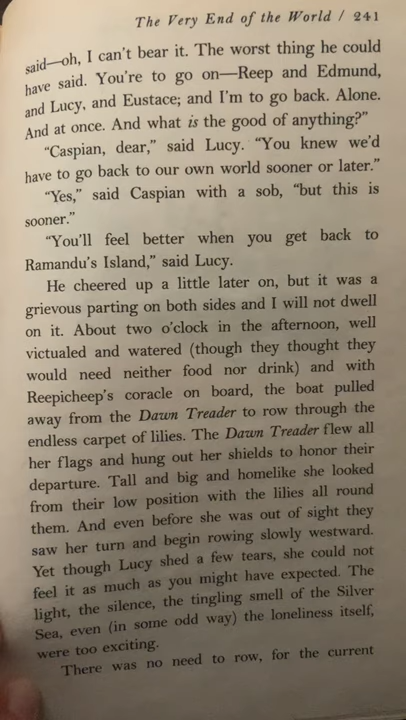 The Very End of the World / 241
said—oh, I can't bear it. The worst thing he could
have said. You're to go on—Reep and Edmund,
and Lucy, and Eustace; and I'm to go back. Alone.
And at once. And what is the good of anything?”
“Caspian, dear,” said Lucy. “You knew we'd
have to go back to our own world sooner or later.”
“Yes,” said Caspian with a sob, “but this is
sooner.”
“You'll feel better when you get back to
Ramandu's Island,” said Lucy.
He cheered up a little later on, but it was a
grievous parting on both sides and I will not dwell
on it. About two o'clock in the afternoon, well
victualed and watered (though they thought they
would need neither food nor drink) and with
Reepicheep's coracle on board, the boat pulled
away from the Dawn Treader to row through the
endless carpet of lilies. The Dawn Treader flew all
her flags and hung out her shields to honor their
departure. Tall and big and homelike she looked
from their low position with the lilies all round
them. And even before she was out of sight they
saw her turn and begin rowing slowly westward.
Yet though Lucy shed a few tears, she could not
feel it as much as you might have expected. The
light, the silence, the tingling smell of the Silver
Sea, even (in some odd way) the loneliness itself,
were too exciting.
There was no need to row, for the current